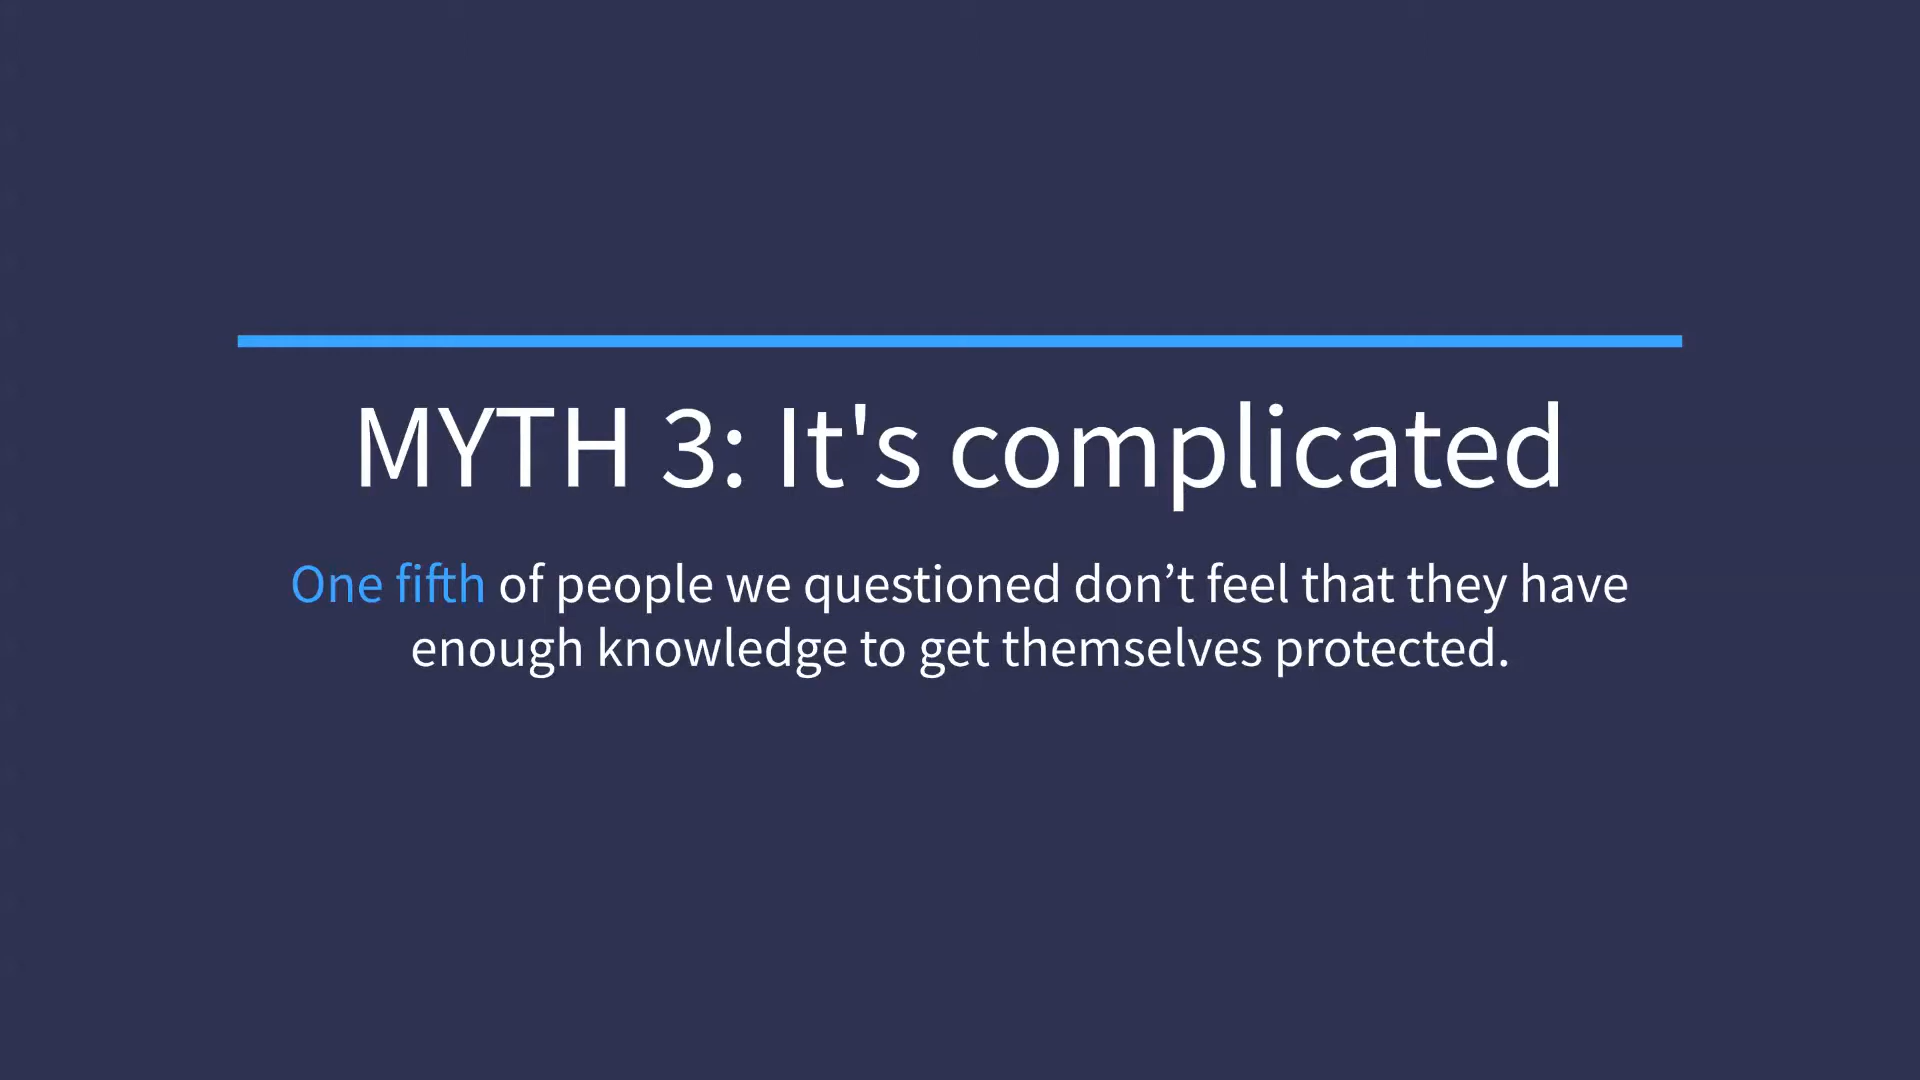 MYTH 3: It's complicated
One fifth of people we questioned don’t feel that they have
enough knowledge to get themselves protected.